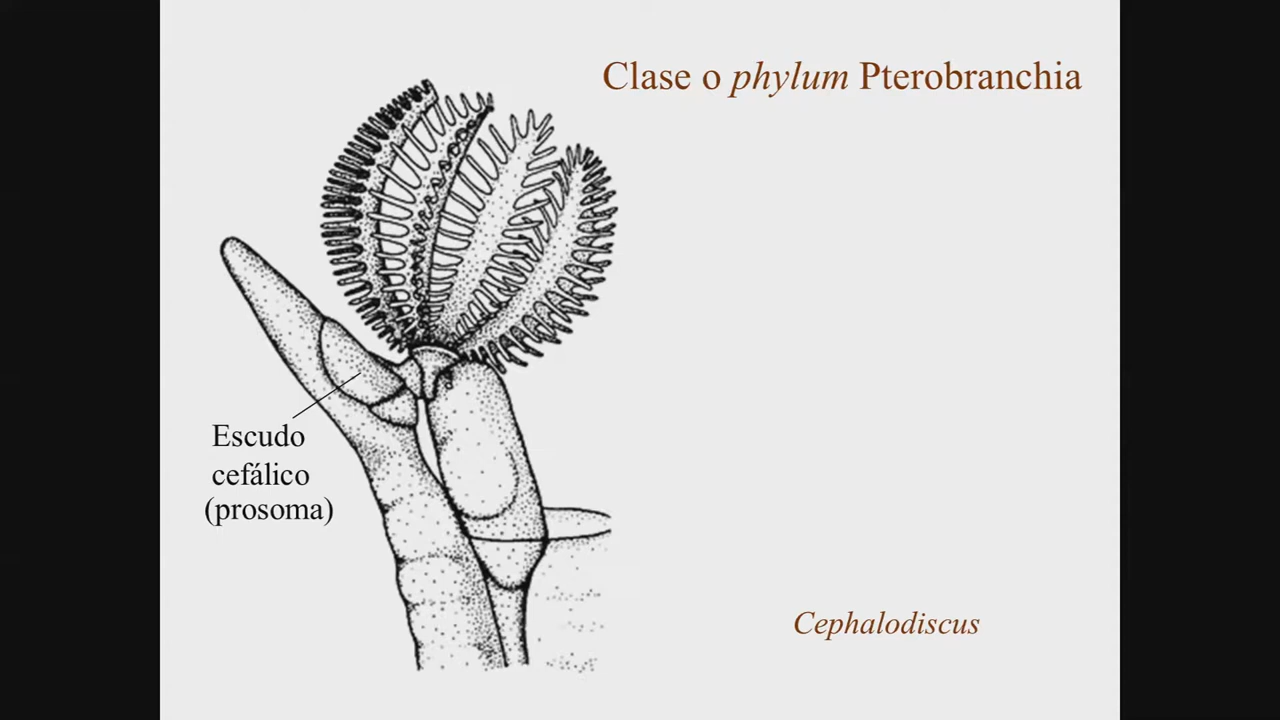 Clase o phylum Pterobranchia
Escudo
cefálico
(prosoma)
Cephalodiscus